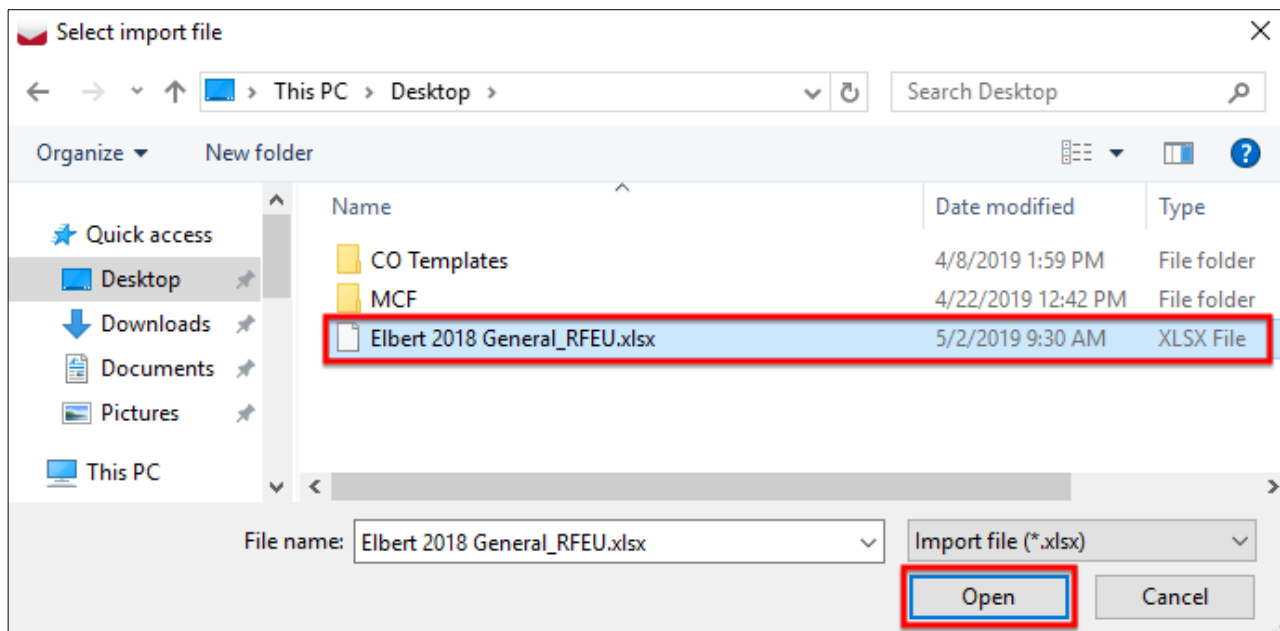 Select import file
This PC > Desktop >
Search Desktop
Organize
New folder
Name
Date modified
Type
Quick access
Desktop
Downloads
Documents
Pictures
This PC
CO Templates 4/8/2019 1:59 PM File folder
MCF 4/22/2019 12:42 PM File folder
Elbert 2018 General_RFEU.xlsx 5/2/2019 9:30 AM XLSX File
File name: Elbert 2018 General_RFEU.xlsx
Import file (*.xlsx)
Open
Cancel